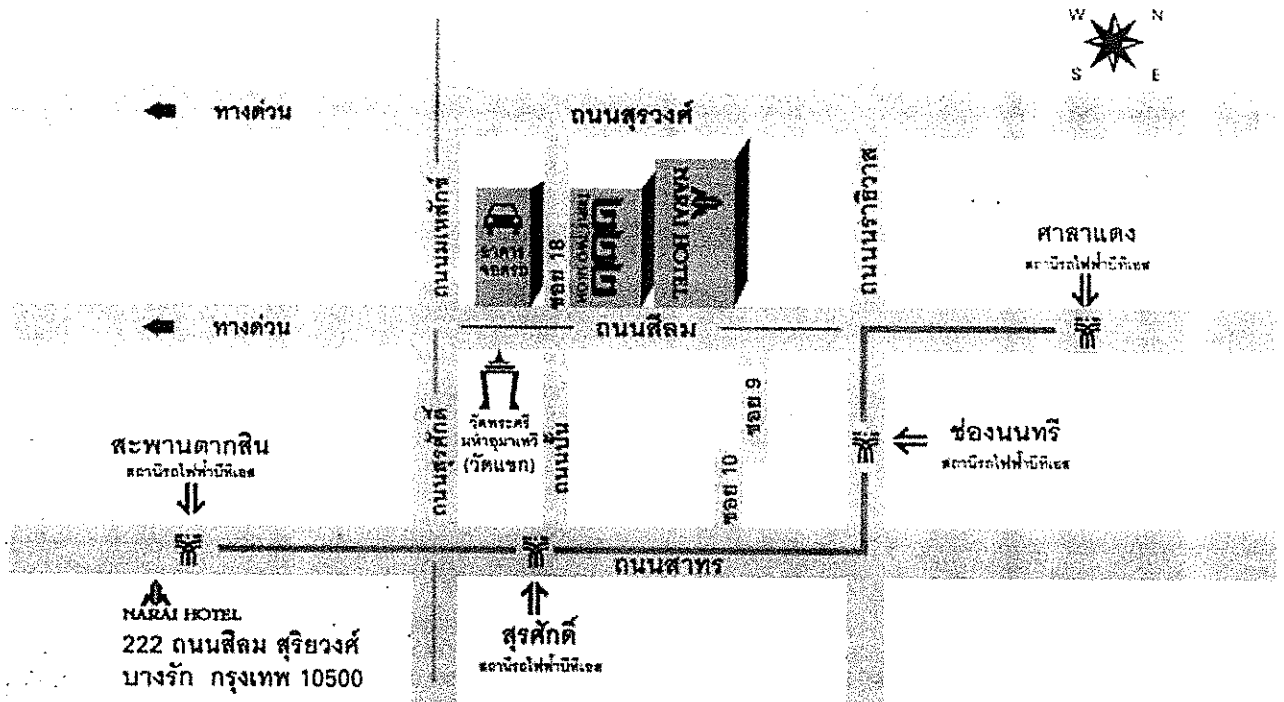 W N
S E
ทางด่วน
ถนนสุรวงศ์
ถนนมเหสักข์
อาคาร
จอดรถ
ซอย 18
NARAI HOTEL
ถนนนราธิวาส
ศาลาแดง
สถานีรถไฟฟ้าบีทีเอส
ทางด่วน
ถนนสีลม
วัดพระศรี
มหาอุมาเทวี
(วัดแขก)
ถนนสุรศักดิ์
ถนนปั้น
ซอย 9
ซอย 10
ช่องนนทรี
สถานีรถไฟฟ้าบีทีเอส
สะพานตากสิน
สถานีรถไฟฟ้าบีทีเอส
ถนนสาทร
NARAI HOTEL
222 ถนนสีลม สุริยวงศ์
บางรัก กรุงเทพ 10500
สุรศักดิ์
สถานีรถไฟฟ้าบีทีเอส